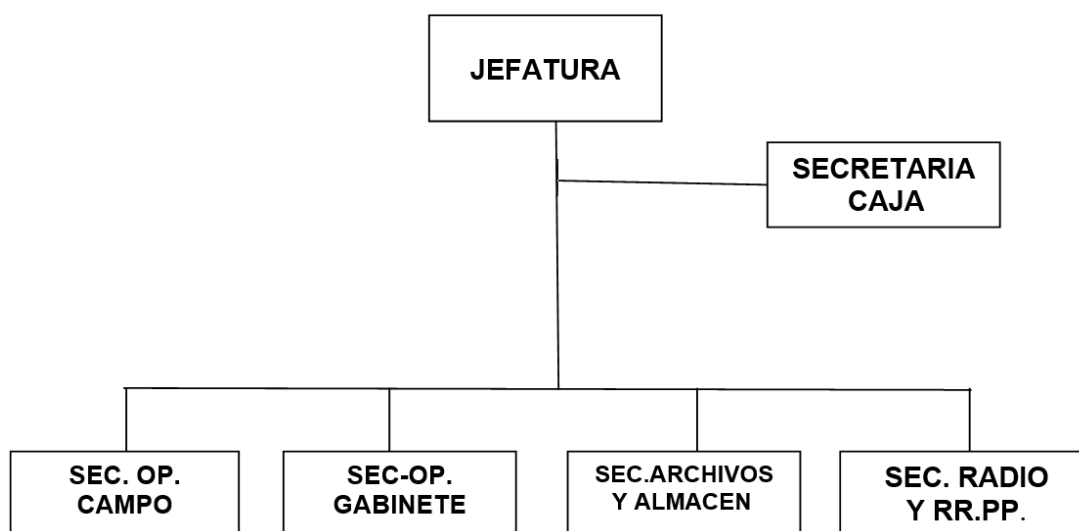 JEFATURA
SECRETARIA
CAJA
SEC. OP.
CAMPO
SEC-OP.
GABINETE
SEC.ARCHIVOS
Y ALMACEN
SEC. RADIO
Y RR.PP.